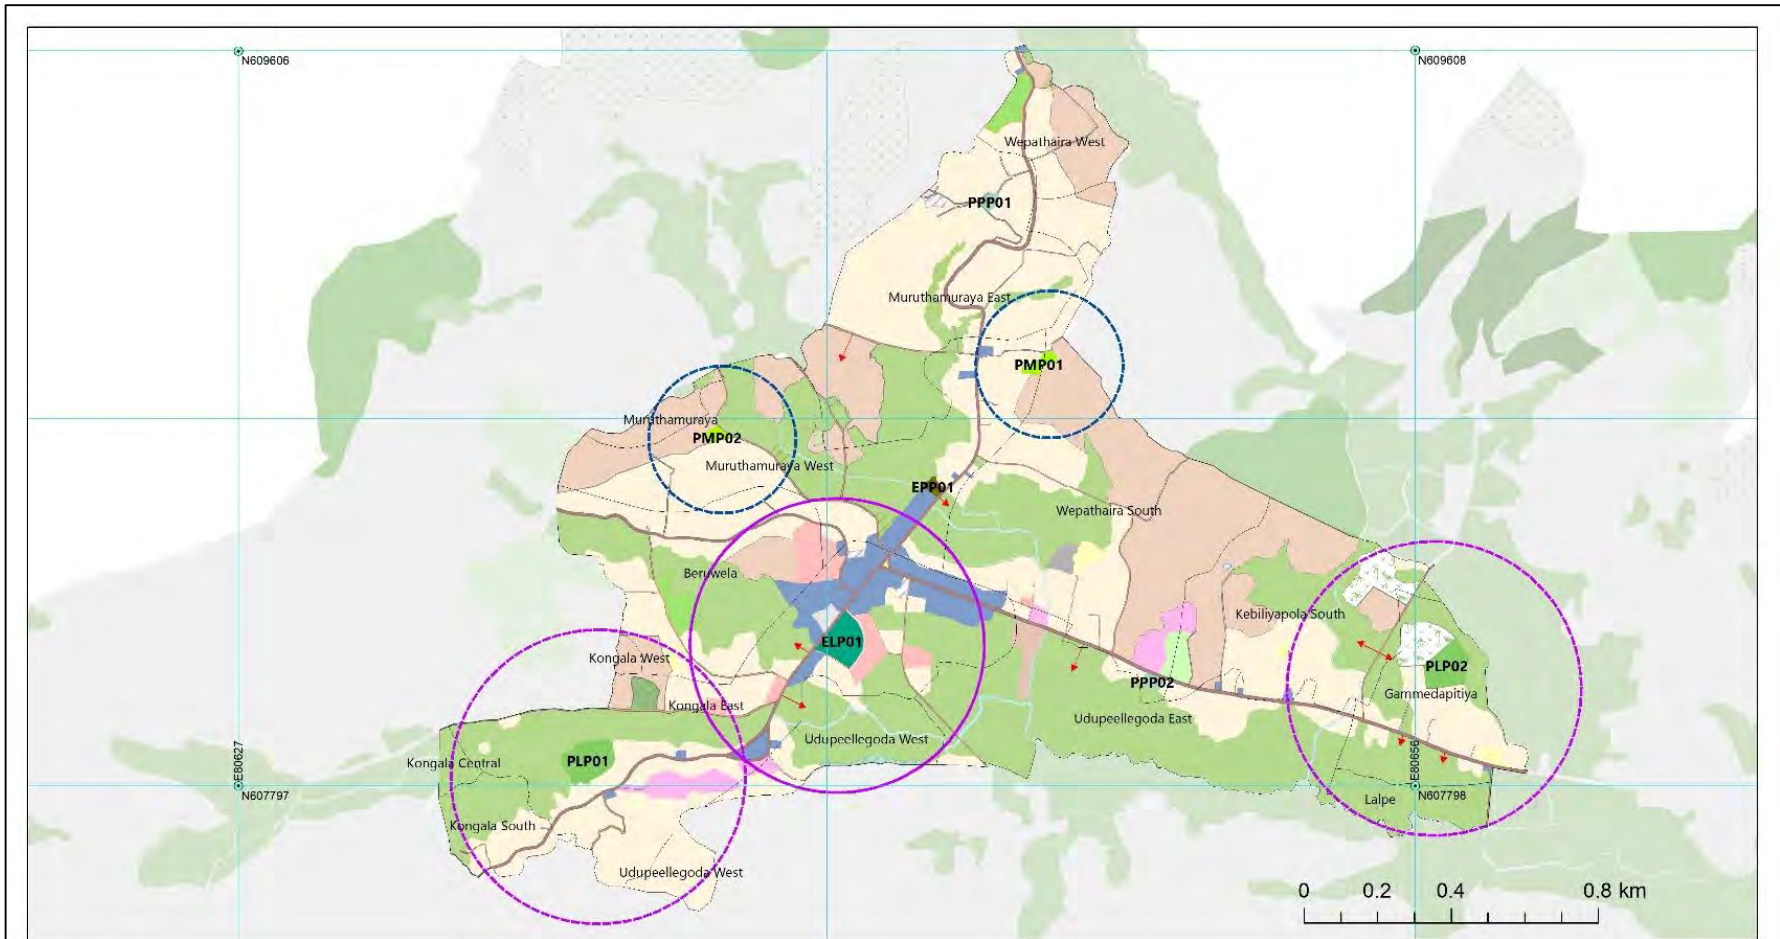 N609606
N609608
Wepathaira West
PPP01
Muruthamuraya East
PMP01
Muruthamuraya
PMP02
Muruthamuraya West
EPP01
Wepathaira South
Beruwela
Kebiliyapola South
ELP01
Kongala West
PLP02
PPP02
Gammedapitiya
Kongala East
Udupeellegoda East
Udupeellegoda West
PLP01
Kongala Central
E80627
E80656
N607797
N607798
Lalpe
Kongala South
Udupeellegoda West
0 0.2 0.4 0.8 km